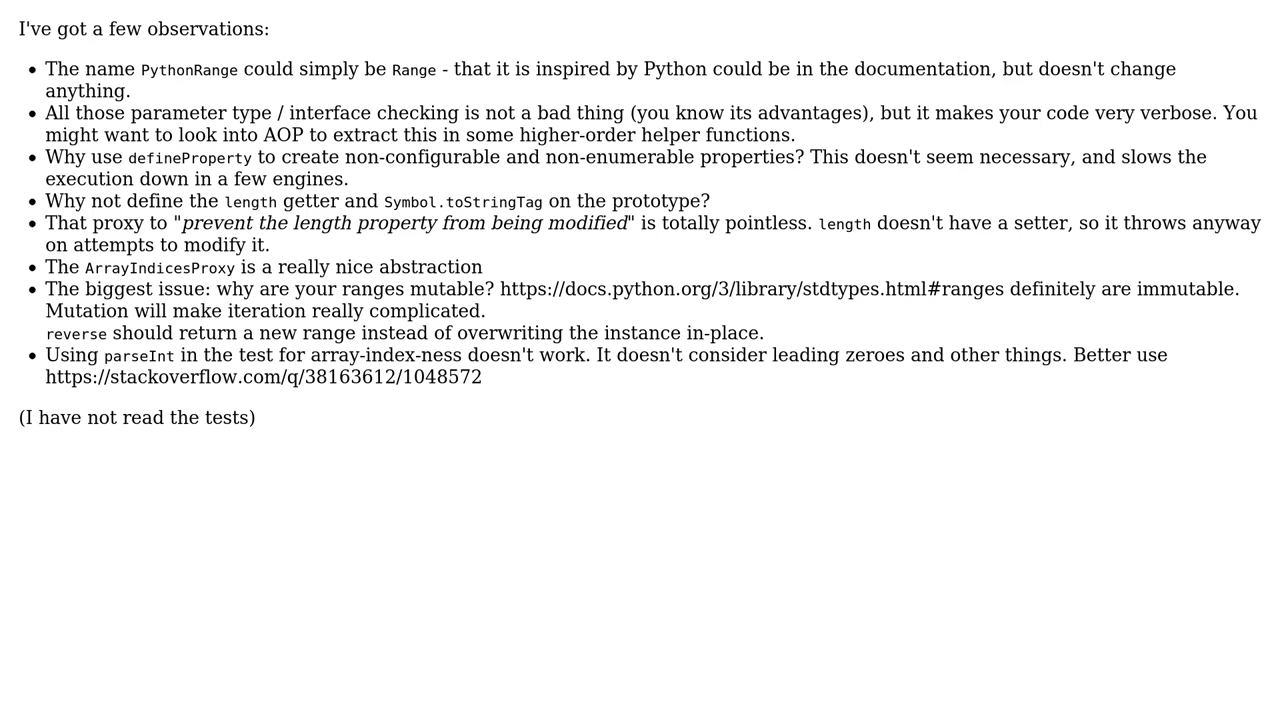 I've got a few observations:
• The name PythonRange could simply be Range - that it is inspired by Python could be in the documentation, but doesn't change
anything.
• All those parameter type / interface checking is not a bad thing (you know its advantages), but it makes your code very verbose. You
might want to look into AOP to extract this in some higher-order helper functions.
• Why use defineProperty to create non-configurable and non-enumerable properties? This doesn't seem necessary, and slows the
execution down in a few engines.
• Why not define the length getter and Symbol.toStringTag on the prototype?
• That proxy to "prevent the length property from being modified" is totally pointless. length doesn't have a setter, so it throws anyway
on attempts to modify it.
• The ArrayIndicesProxy is a really nice abstraction
• The biggest issue: why are your ranges mutable? https://docs.python.org/3/library/stdtypes.html#ranges definitely are immutable.
Mutation will make iteration really complicated.
reverse should return a new range instead of overwriting the instance in-place.
• Using parseInt in the test for array-index-ness doesn't work. It doesn't consider leading zeroes and other things. Better use
https://stackoverflow.com/q/38163612/1048572
(I have not read the tests)